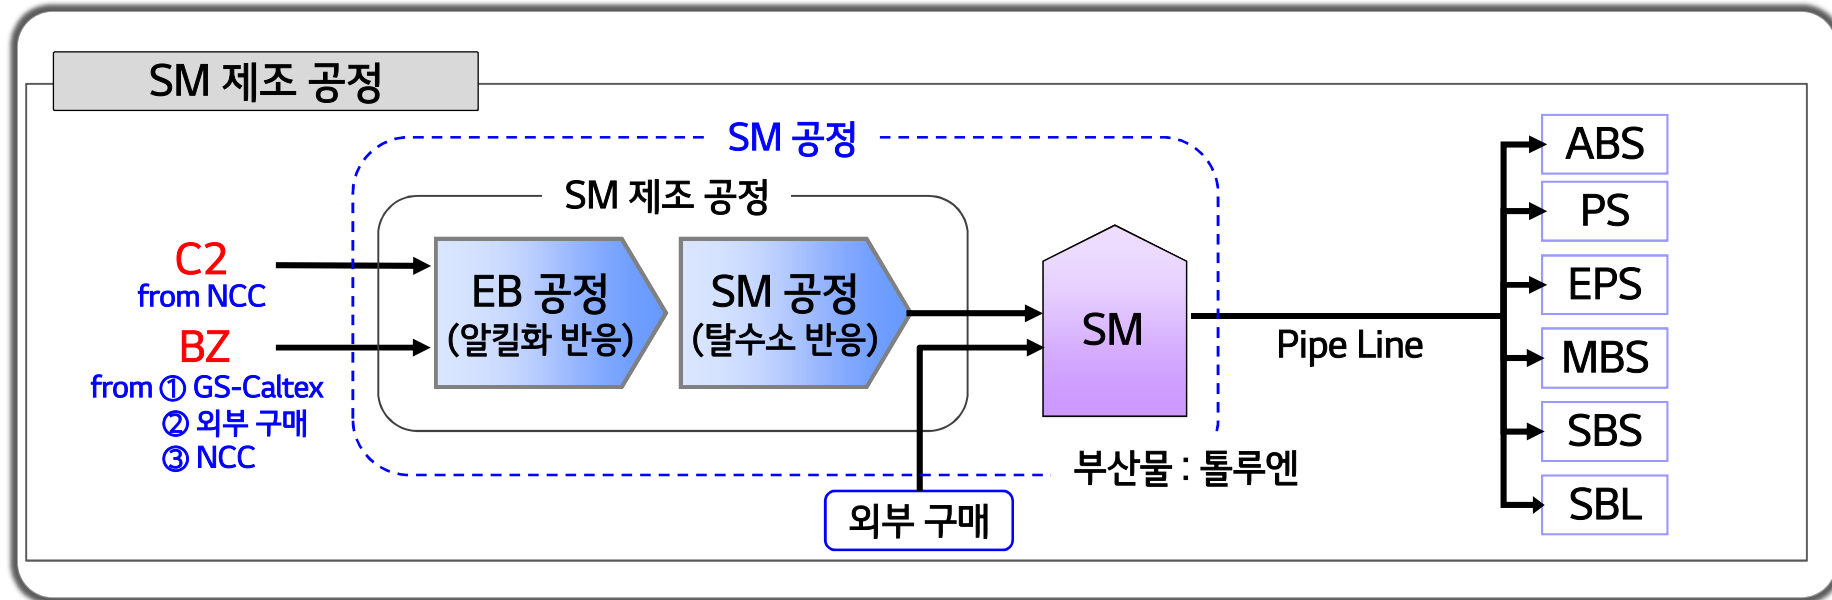 SM 제조 공정
SM 공정
SM 제조 공정
C2
from NCC
BZ
from ① GS-Caltex
② 외부 구매
③ NCC
EB 공정
(알킬화 반응)
SM 공정
(탈수소 반응)
SM
외부 구매
부산물 : 톨루엔
Pipe Line
ABS
PS
EPS
MBS
SBS
SBL